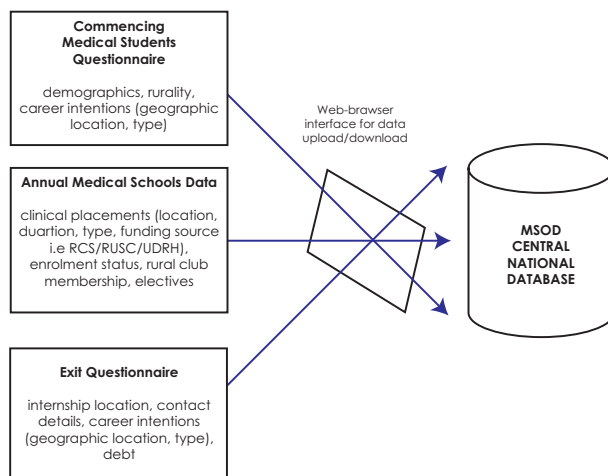 Commencing
Medical Students
Questionnaire
demographics, rurality,
career intentions (geographic
location, type)
Web-brawser
interface for data
upload/download
Annual Medical Schools Data
clinical placements (location,
duartion, type, funding source
i.e RCS/RUSC/UDRH),
enrolment status, rural club
membership, electives
MSOD
CENTRAL
NATIONAL
DATABASE
Exit Questionnaire
internship location, contact
details, career intentions
(geographic location, type),
debt